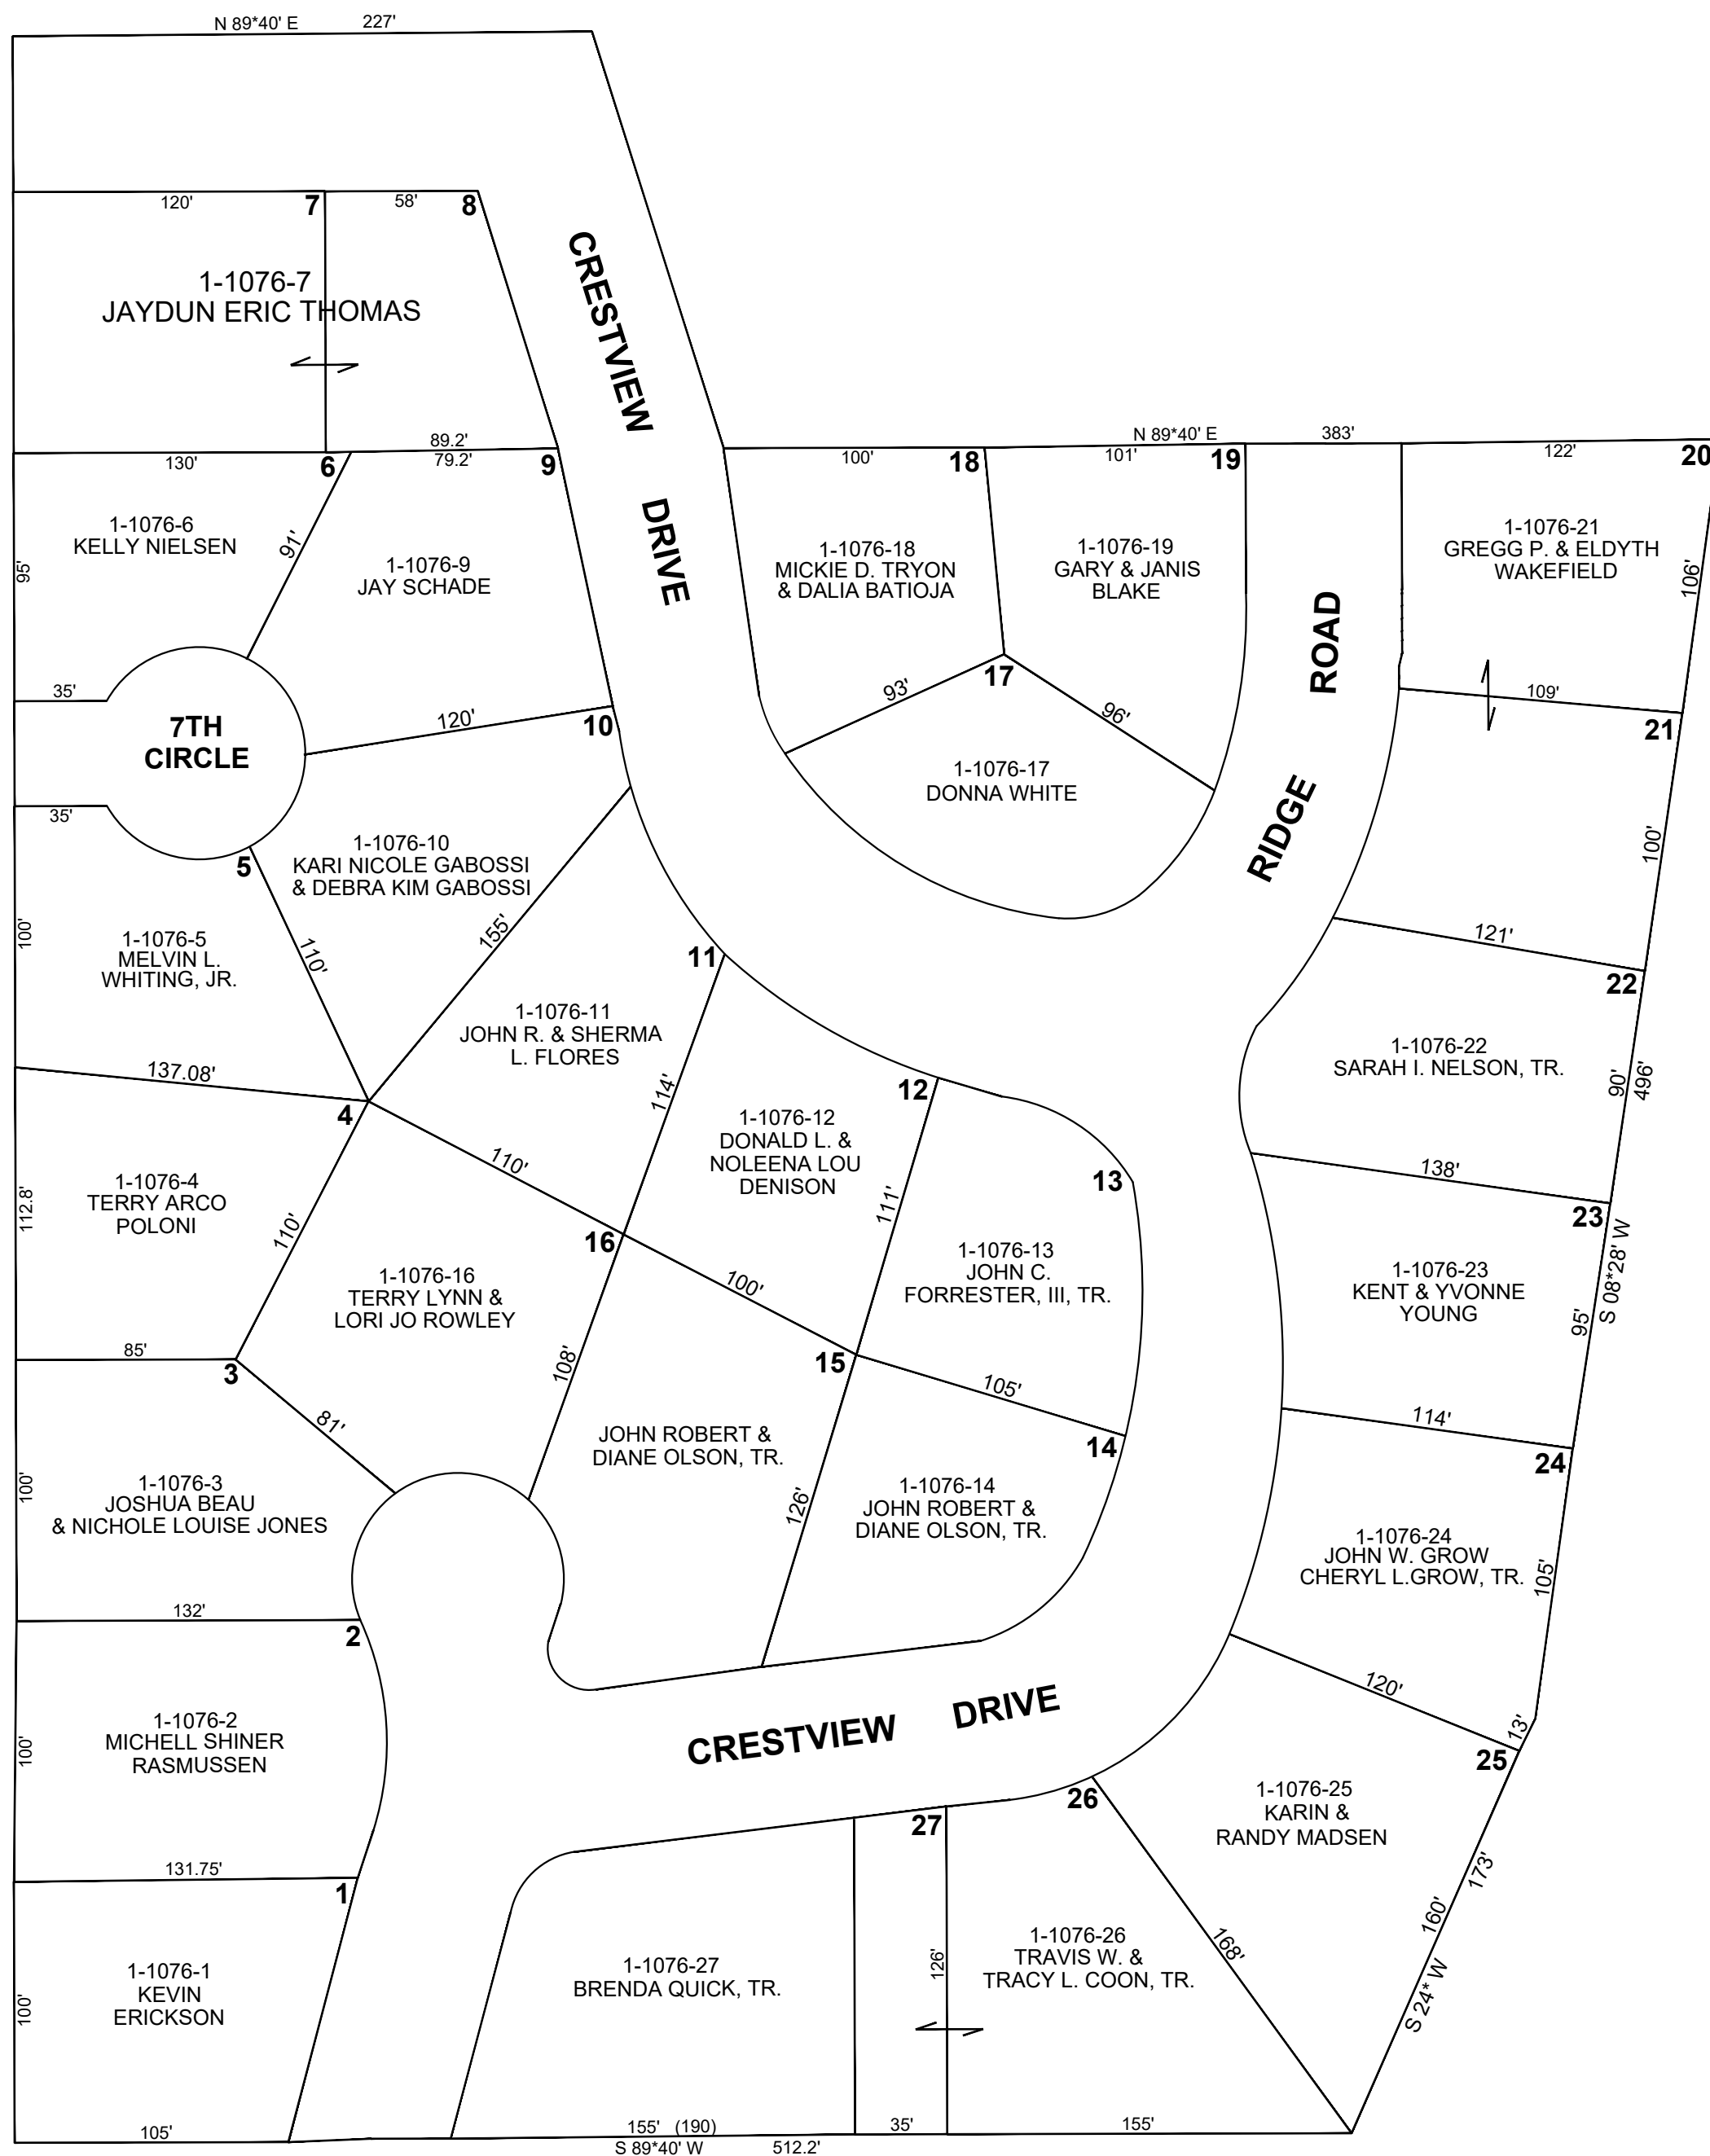 N 89*40' E 227'
120'
7
58'
8
1-1076-7
JAYDUN ERIC THOMAS
CRESTVIEW DRIVE
130'
6
89.2'
79.2'
9
100'
18
N 89*40' E 383'
101'
19
122'
20
1-1076-6
KELLY NIELSEN
95'
91'
1-1076-9
JAY SCHADE
1-1076-18
MICKIE D. TRYON
& DALIA BATIOJA
1-1076-19
GARY & JANIS
BLAKE
1-1076-21
GREGG P. & ELDYTH
WAKEFIELD
106'
RIDGE ROAD
35'
7TH
CIRCLE
35'
120'
10
93'
17
96'
109'
21
1-1076-17
DONNA WHITE
100'
5
1-1076-10
KARI NICOLE GABOSSI
& DEBRA KIM GABOSSI
100'
1-1076-5
MELVIN L.
WHITING, JR.
110'
155'
11
121'
22
1-1076-11
JOHN R. & SHERMA
L. FLORES
114'
1-1076-22
SARAH I. NELSON, TR.
90'
496'
137.08'
4
12
1-1076-12
DONALD L. &
NOLEENA LOU
DENISON
13
138'
23
112.8'
1-1076-4
TERRY ARCO
POLONI
110'
110'
111'
16
1-1076-16
TERRY LYNN &
LORI JO ROWLEY
100'
1-1076-13
JOHN C.
FORRESTER, III, TR.
1-1076-23
KENT & YVONNE
YOUNG
95'
S 08*28' W
85'
3
108'
15
105'
14
114'
24
81'
JOHN ROBERT &
DIANE OLSON, TR.
100'
1-1076-3
JOSHUA BEAU
& NICHOLE LOUISE JONES
126'
1-1076-14
JOHN ROBERT &
DIANE OLSON, TR.
1-1076-24
JOHN W. GROW
CHERYL L.GROW, TR.
105'
132'
2
120'
13'
25
100'
1-1076-2
MICHELL SHINER
RASMUSSEN
CRESTVIEW DRIVE
26
27
1-1076-25
KARIN &
RANDY MADSEN
173'
160'
S 24* W
131.75'
1
100'
1-1076-1
KEVIN
ERICKSON
1-1076-27
BRENDA QUICK, TR.
126'
1-1076-26
TRAVIS W. &
TRACY L. COON, TR.
168'
105'
155' (190)
35'
155'
S 89*40' W 512.2'